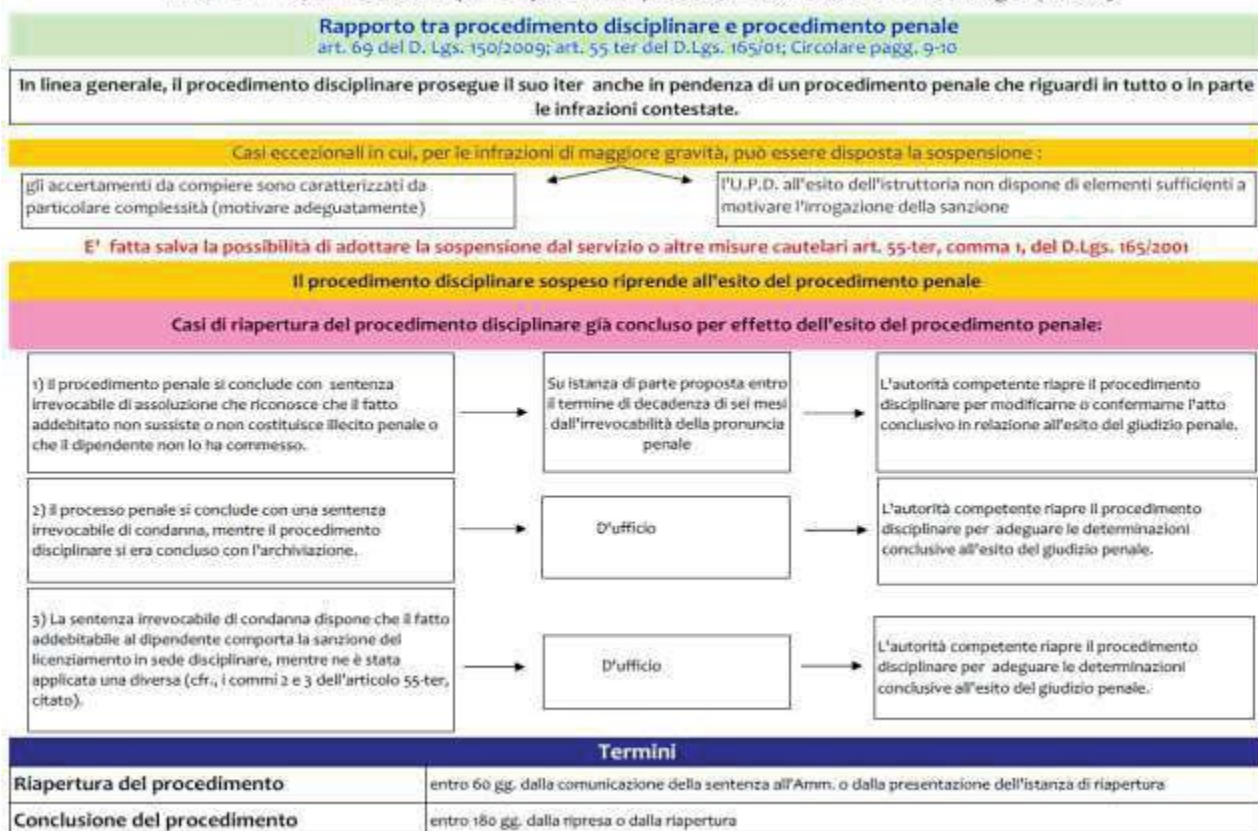 Rapporto tra procedimento disciplinare e procedimento penale
art. 69 del D. Lgs. 150/2009; art. 55 ter del D.Lgs. 165/01; Circolare pagg. 9-10
In linea generale, il procedimento disciplinare prosegue il suo iter anche in pendenza di un procedimento penale che riguardi in tutto o in parte
le infrazioni contestate.
Casi eccezionali in cui, per le infrazioni di maggiore gravità, può essere disposta la sospensione :
gli accertamenti da compiere sono caratterizzati da
particolare complessità (motivare adeguatamente)
l'U.P.D. all'esito dell'istruttoria non dispone di elementi sufficienti a
motivare l'irrogazione della sanzione
E' fatta salva la possibilità di adottare la sospensione dal servizio o altre misure cautelari art. 55-ter, comma 1, del D.Lgs. 165/2001
Il procedimento disciplinare sospeso riprende all'esito del procedimento penale
Casi di riapertura del procedimento disciplinare già concluso per effetto dell'esito del procedimento penale:
1) Il procedimento penale si conclude con sentenza
irrevocabile di assoluzione che riconosce che il fatto
addebitato non sussiste o non costituisce illecito penale o
che il dipendente non lo ha commesso.
Su istanza di parte proposta entro
il termine di decadenza di sei mesi
dall'irrevocabilità della pronuncia
penale
L'autorità competente riapre il procedimento
disciplinare per modificarne o confermarne l'atto
conclusivo in relazione all'esito del giudizio penale.
2) Il processo penale si conclude con una sentenza
irrevocabile di condanna, mentre il procedimento
disciplinare si era concluso con l'archiviazione.
D'ufficio
L'autorità competente riapre il procedimento
disciplinare per adeguare le determinazioni
conclusive all'esito del giudizio penale.
3) La sentenza irrevocabile di condanna dispone che il fatto
addebitabile al dipendente comporta la sanzione del
licenziamento in sede disciplinare, mentre ne è stata
applicata una diversa (cfr., i commi 2 e 3 dell'articolo 55-ter,
citato).
D'ufficio
L'autorità competente riapre il procedimento
disciplinare per adeguare le determinazioni
conclusive all'esito del giudizio penale.
Termini
Riapertura del procedimento
entro 60 gg. dalla comunicazione della sentenza all'Amm. o dalla presentazione dell'istanza di riapertura
Conclusione del procedimento
entro 180 gg. dalla ripresa o dalla riapertura